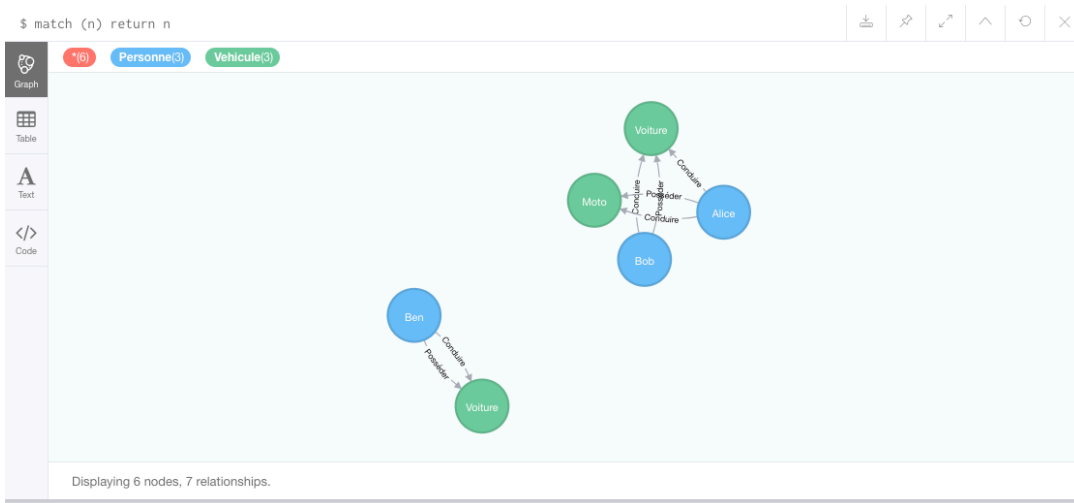 $ match (n) return n
*(6) Personne(3) Vehicule(3)
Graph
Table
A
Text
</>
Code
Voiture
Conduire
Conduire
Posséder
Posséder
Conduire
Moto
Alice
Bob
Ben
Conduire
Posséder
Voiture
Displaying 6 nodes, 7 relationships.